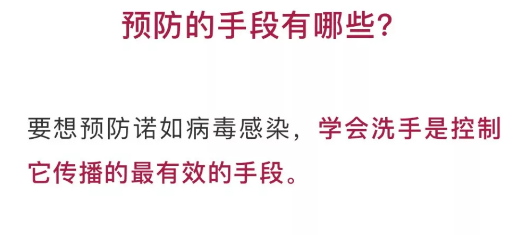 预防的手段有哪些?
要想预防诺如病毒感染，学会洗手是控制
它传播的最有效的手段。